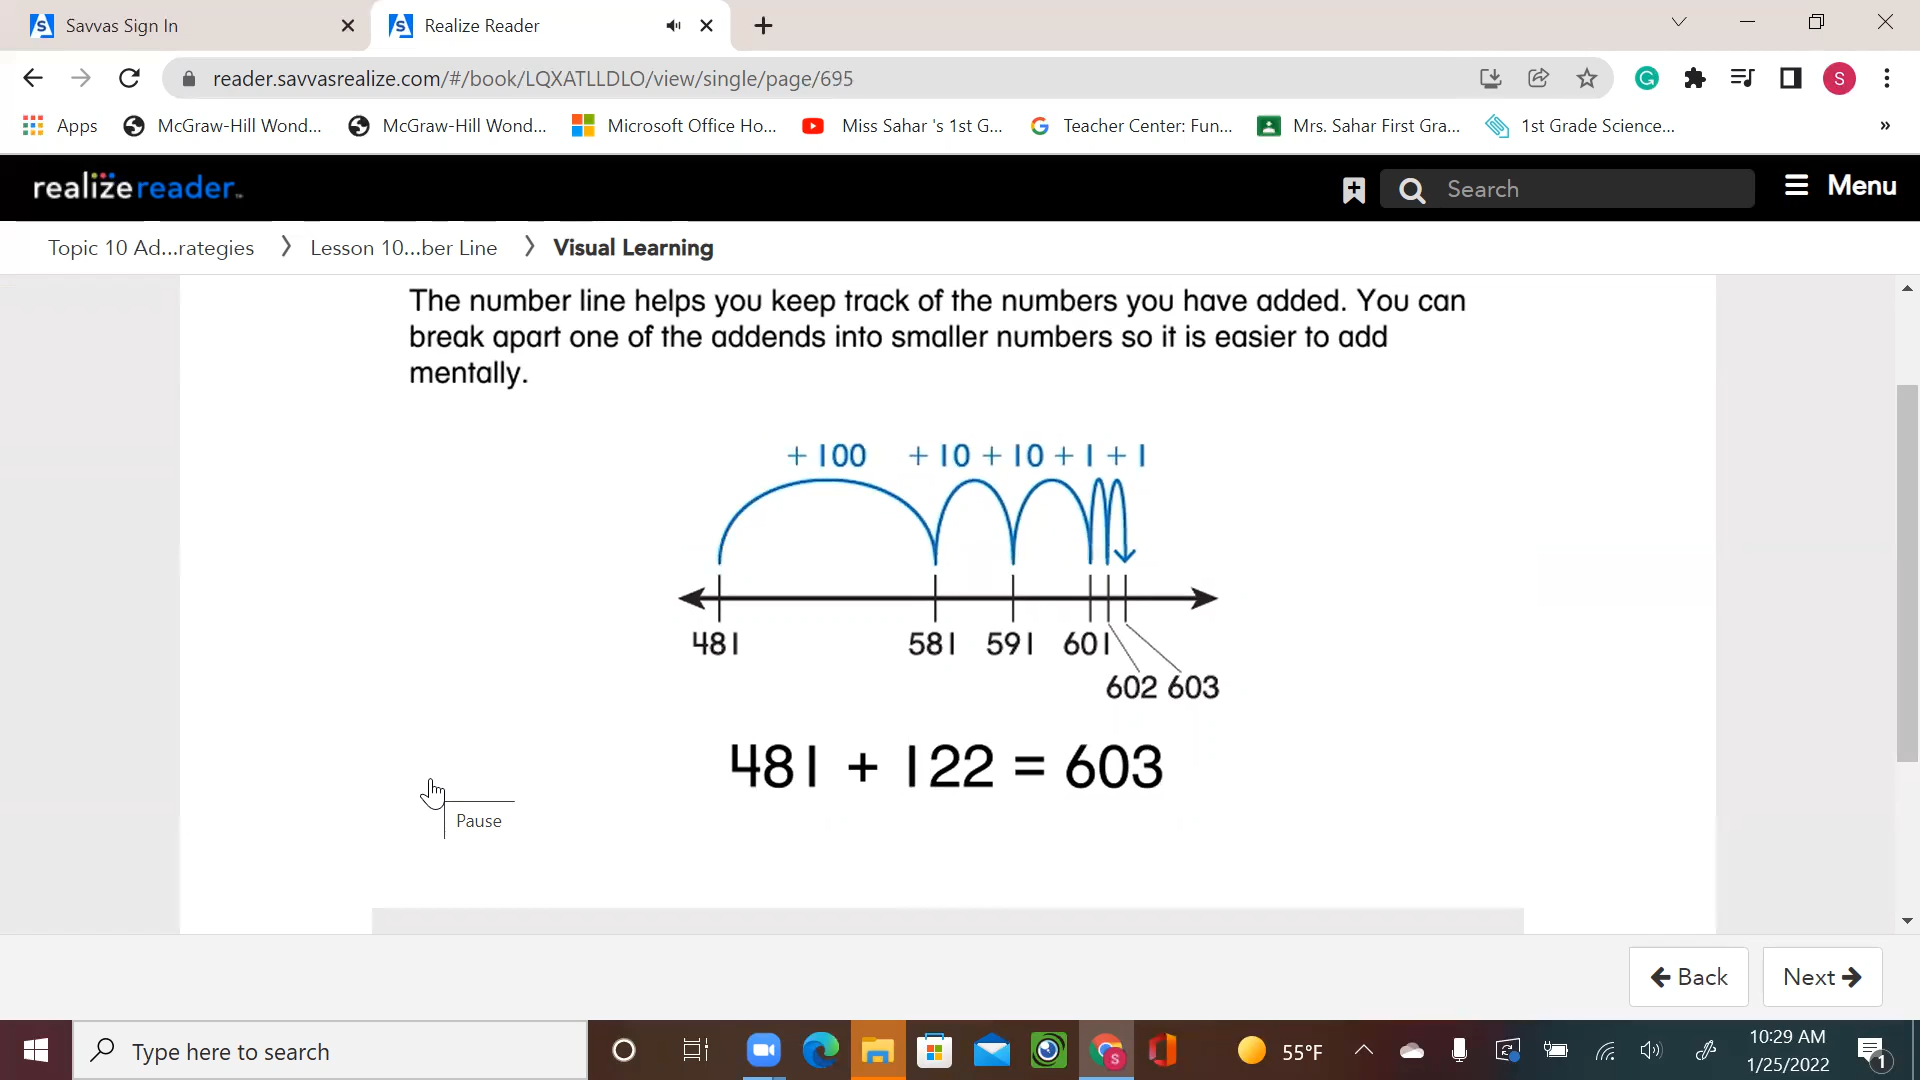 Savvas Sign In
Realize Reader
reader.savvasrealize.com/#/book/LQXATLLDLO/view/single/page/695
S
Apps
McGraw-Hill Wond...
McGraw-Hill Wond...
Microsoft Office Ho...
Miss Sahar 's 1st G...
Teacher Center: Fun...
Mrs. Sahar First Gra...
1st Grade Science...
»
realizereader™
Search
Menu
Topic 10 Ad...rategies
Lesson 10...ber Line
Visual Learning
The number line helps you keep track of the numbers you have added. You can
break apart one of the addends into smaller numbers so it is easier to add
mentally.
+ 100 + 10 + 10 + 1 + 1
481 581 591 601
602 603
481 + 122 = 603
Pause
Back
Next
Type here to search
55°F
10:29 AM
1/25/2022
1